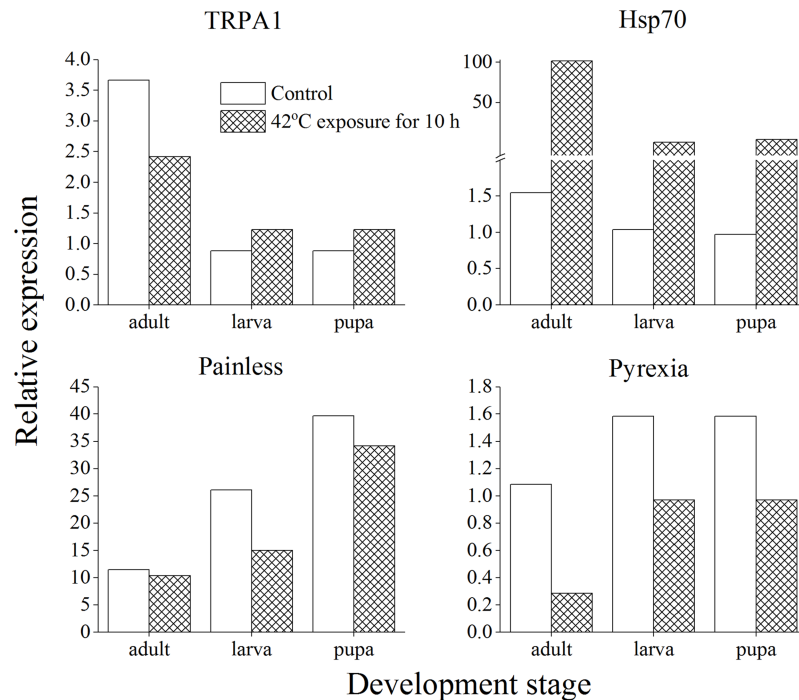 TRPA1
Hsp70
Control
42°C exposure for 10 h
4.0
3.5
3.0
2.5
2.0
1.5
1.0
0.5
0.0
adult larva pupa
100
50
1.5
1.0
0.5
0.0
adult larva pupa
Relative expression
Painless
Pyrexia
45
40
35
30
25
20
15
10
5
0
adult larva pupa
1.8
1.6
1.4
1.2
1.0
0.8
0.6
0.4
0.2
0.0
adult larva pupa
Development stage